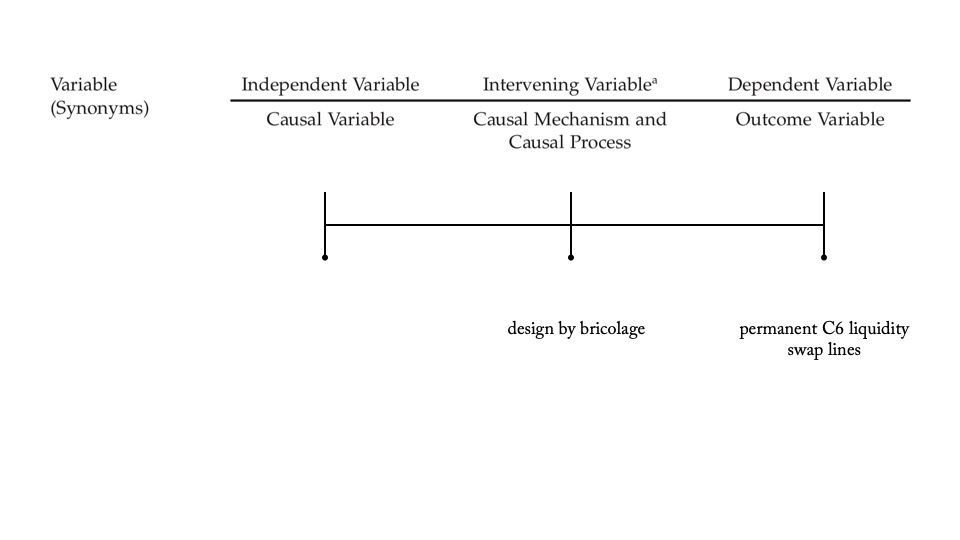 Variable
(Synonyms)
Independent Variable
Intervening Variableᵃ
Dependent Variable
Causal Variable
Causal Mechanism and
Causal Process
Outcome Variable
design by bricolage
permanent C6 liquidity
swap lines